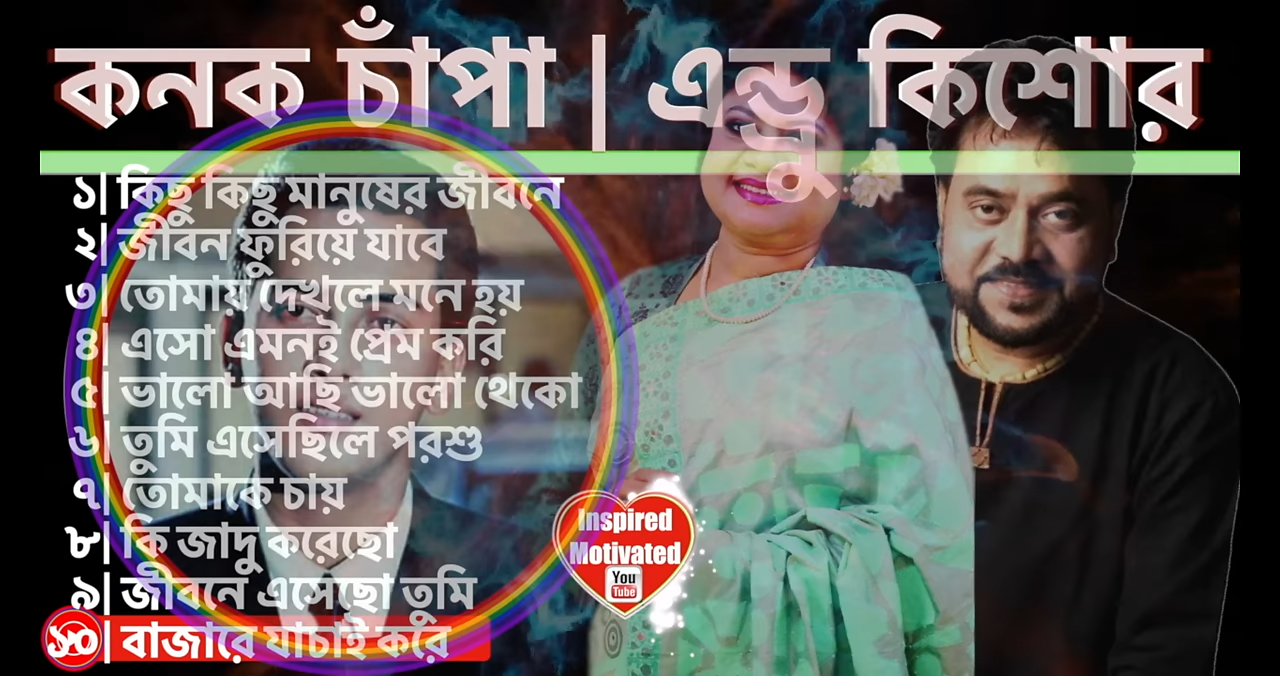 কনক চাঁপা | এন্ড্রু কিশোর
১| কিছু কিছু মানুষের জীবনে
২| জীবন ফুরিয়ে যাবে
৩| তোমায় দেখলে মনে হয়
৪| এসো এমনই প্রেম করি
৫| ভালো আছি ভালো থেকো
৬| তুমি এসেছিলে পরশু
৭| তোমাকে চায়
৮| কি জাদু করেছো
৯| জীবনে এসেছো তুমি
১০| বাজারে যাচাই করে
Inspired
Motivated
You
Tube